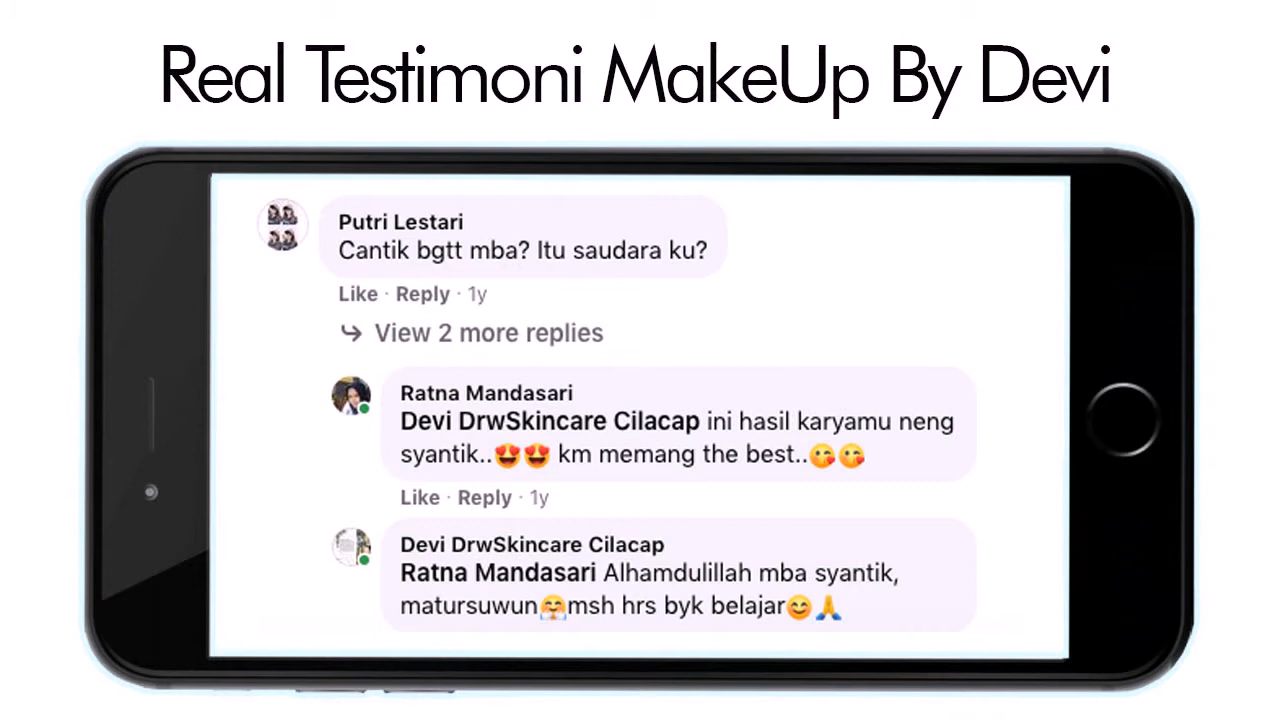 Real Testimoni MakeUp By Devi
Putri Lestari
Cantik bgtt mba? Itu saudara ku?
Like · Reply · 1y
View 2 more replies
Ratna Mandasari
Devi DrwSkincare Cilacap ini hasil karyamu neng
syantik..😍😍 km memang the best..😋😋
Like · Reply · 1y
Devi DrwSkincare Cilacap
Ratna Mandasari Alhamdulillah mba syantik,
matursuwun🤗msh hrs byk belajar😊🙏